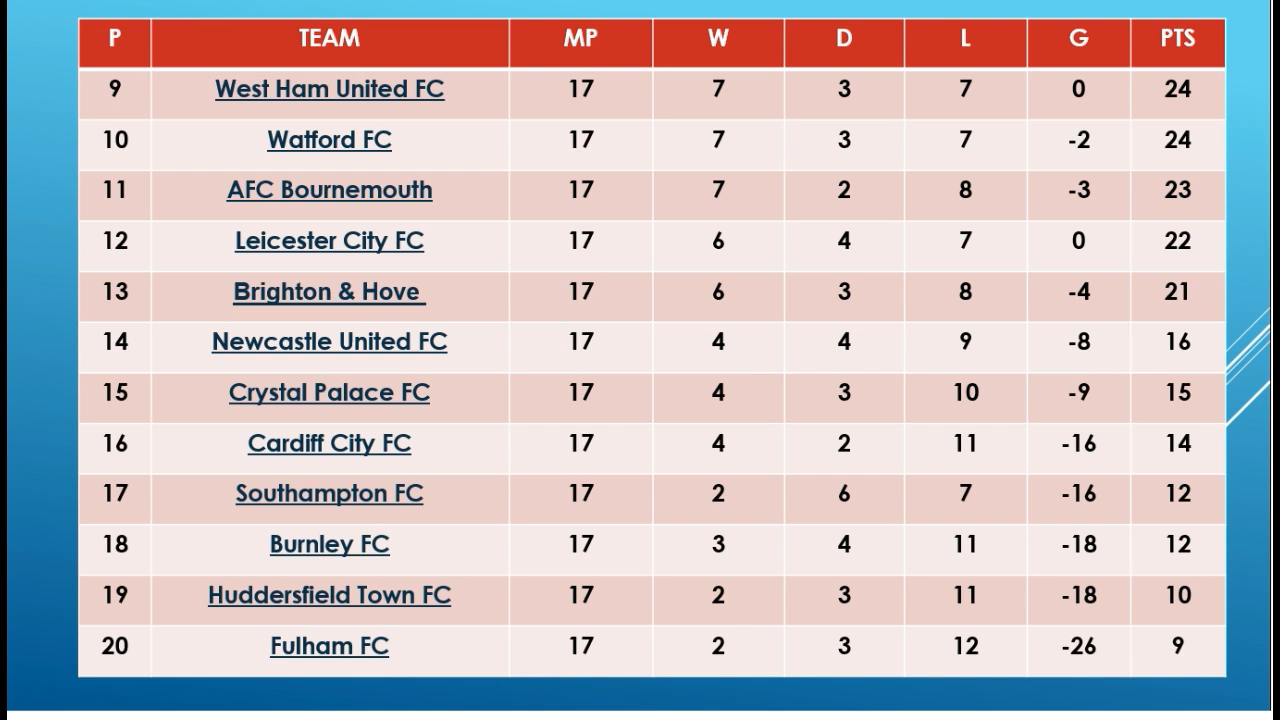 P TEAM MP W D L G PTS
9 West Ham United FC 17 7 3 7 0 24
10 Watford FC 17 7 3 7 -2 24
11 AFC Bournemouth 17 7 2 8 -3 23
12 Leicester City FC 17 6 4 7 0 22
13 Brighton & Hove 17 6 3 8 -4 21
14 Newcastle United FC 17 4 4 9 -8 16
15 Crystal Palace FC 17 4 3 10 -9 15
16 Cardiff City FC 17 4 2 11 -16 14
17 Southampton FC 17 2 6 7 -16 12
18 Burnley FC 17 3 4 11 -18 12
19 Huddersfield Town FC 17 2 3 11 -18 10
20 Fulham FC 17 2 3 12 -26 9